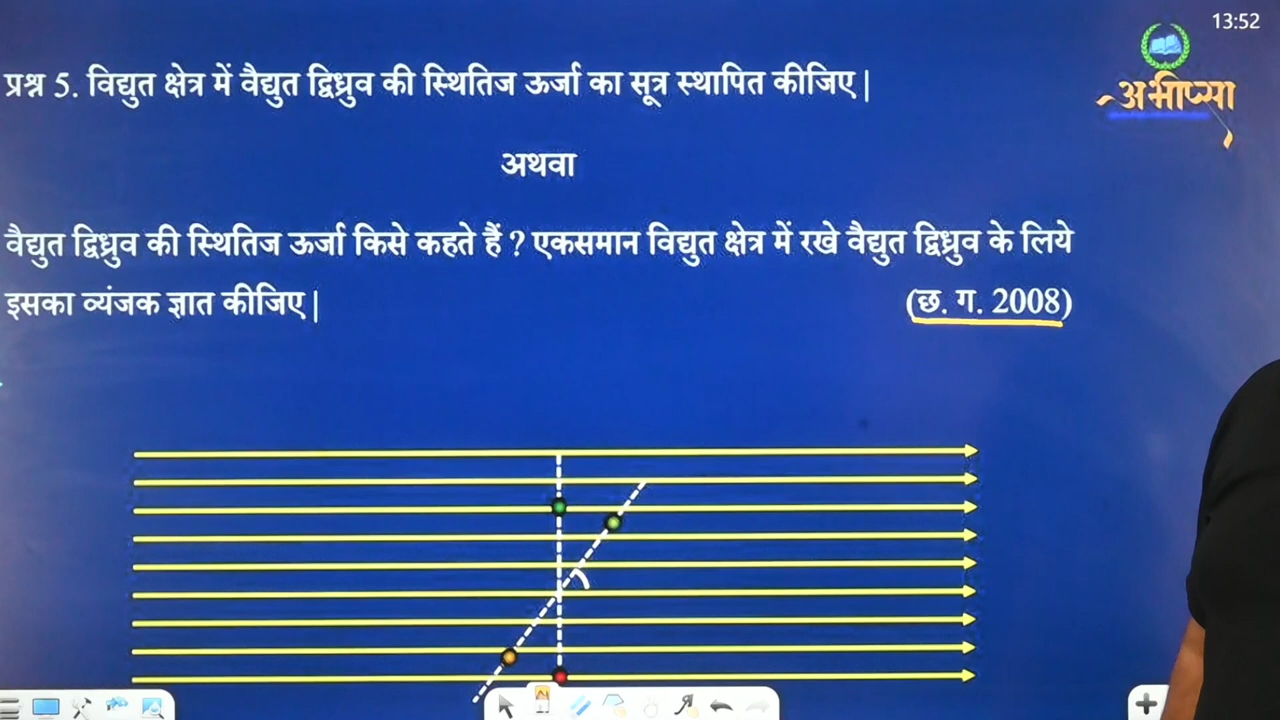 13:52
अभीप्सा
प्रश्न 5. विद्युत क्षेत्र में वैद्युत द्विध्रुव की स्थितिज ऊर्जा का सूत्र स्थापित कीजिए |
अथवा
वैद्युत द्विध्रुव की स्थितिज ऊर्जा किसे कहते हैं ? एकसमान विद्युत क्षेत्र में रखे वैद्युत द्विध्रुव के लिये
इसका व्यंजक ज्ञात कीजिए |
(छ. ग. 2008)